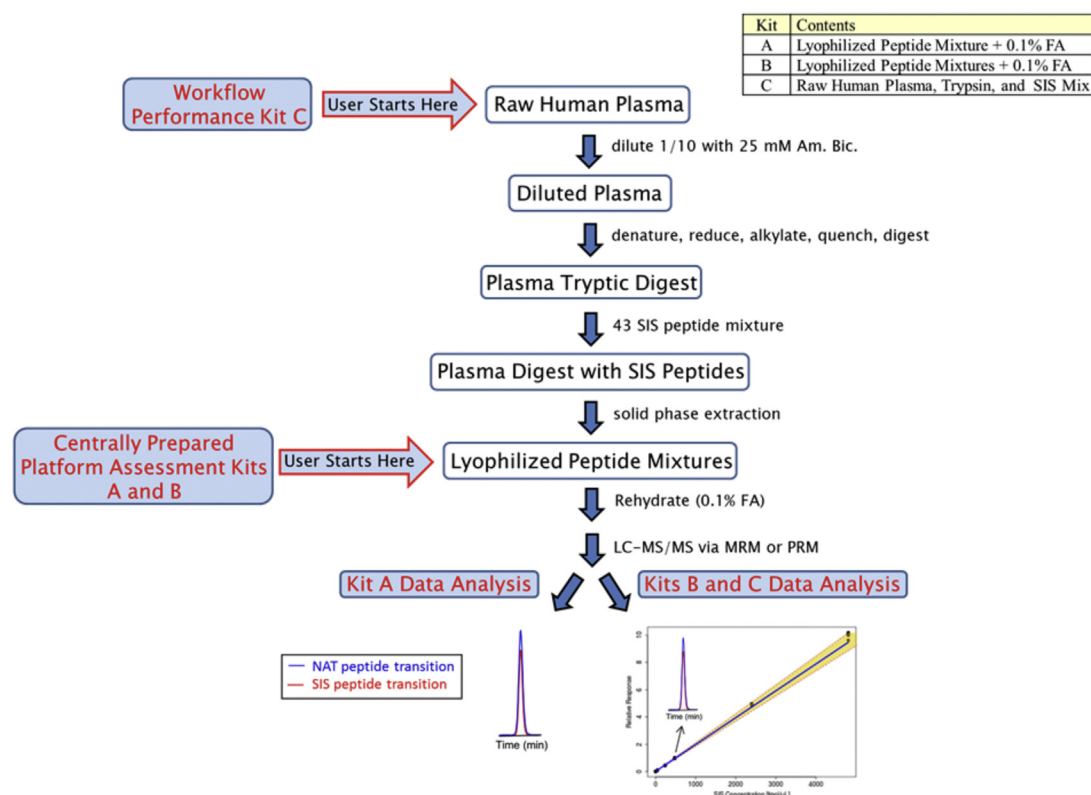 Kit Contents
A Lyophilized Peptide Mixture + 0.1% FA
B Lyophilized Peptide Mixtures + 0.1% FA
C Raw Human Plasma, Trypsin, and SIS Mix
Workflow
Performance Kit C
User Starts Here
Raw Human Plasma
dilute 1/10 with 25 mM Am. Bic.
Diluted Plasma
denature, reduce, alkylate, quench, digest
Plasma Tryptic Digest
43 SIS peptide mixture
Plasma Digest with SIS Peptides
solid phase extraction
Centrally Prepared
Platform Assessment Kits
A and B
User Starts Here
Lyophilized Peptide Mixtures
Rehydrate (0.1% FA)
LC-MS/MS via MRM or PRM
Kit A Data Analysis
Kits B and C Data Analysis
NAT peptide transition
SIS peptide transition
Time (min)
Relative Response
10
8
6
4
2
0
Time (min)
0 1000 2000 3000 4000
SIS Concentration